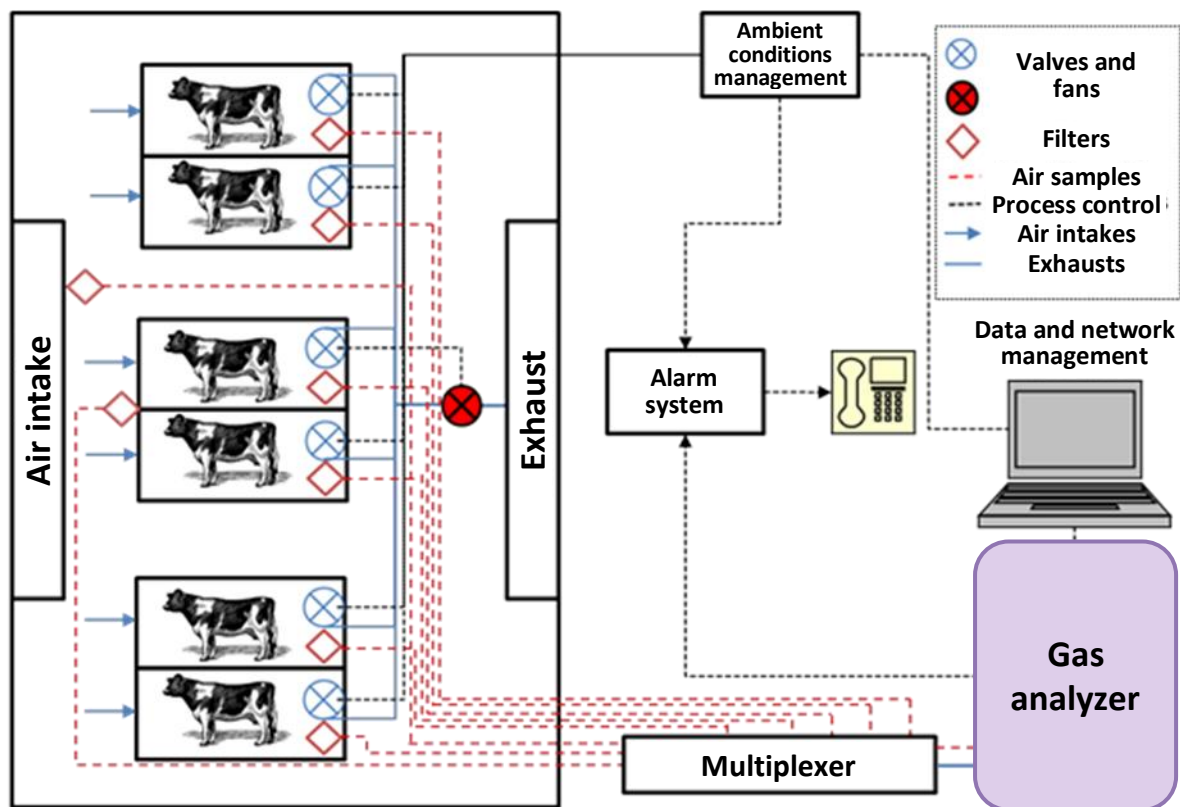 Ambient
conditions
management
Valves and
fans
Filters
Air samples
Process control
Air intakes
Exhausts
Data and network
management
Air intake
Exhaust
Alarm
system
Gas
analyzer
Multiplexer